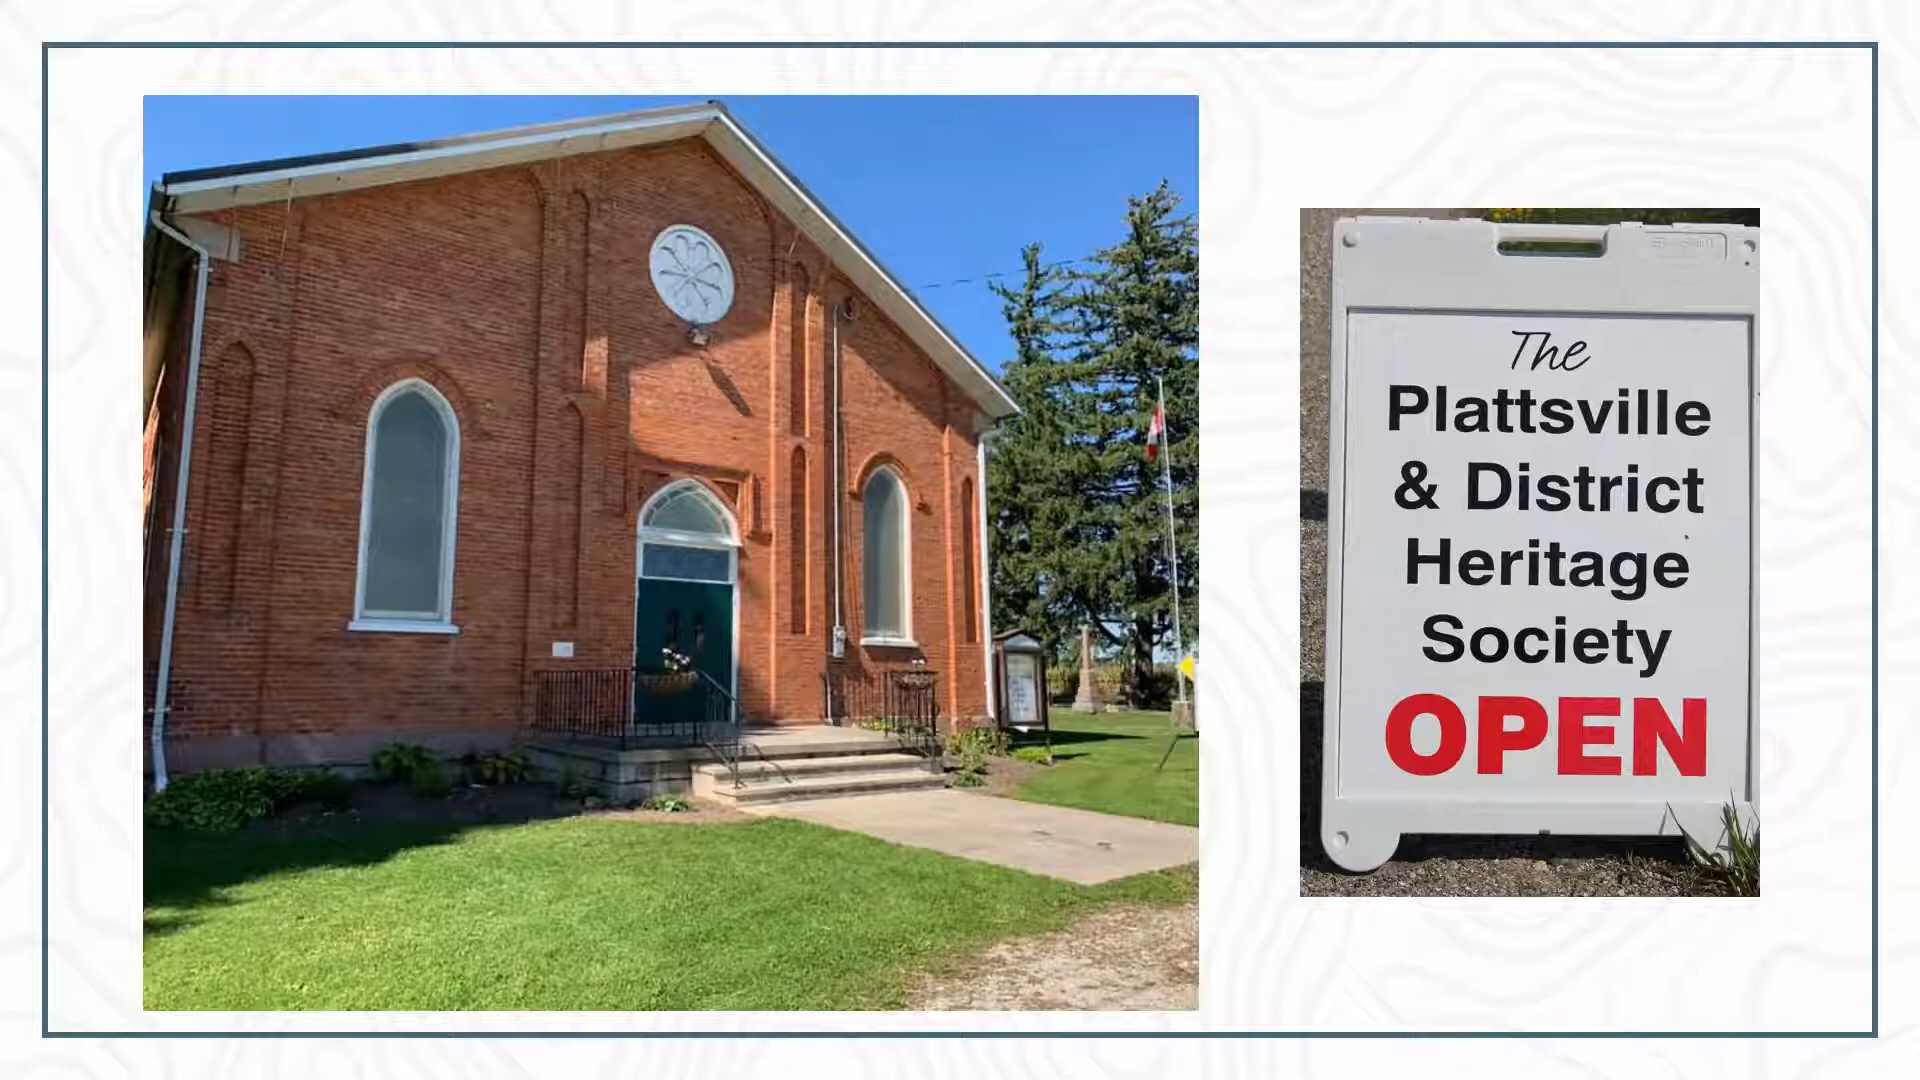 The
Plattsville
& District
Heritage
Society
OPEN